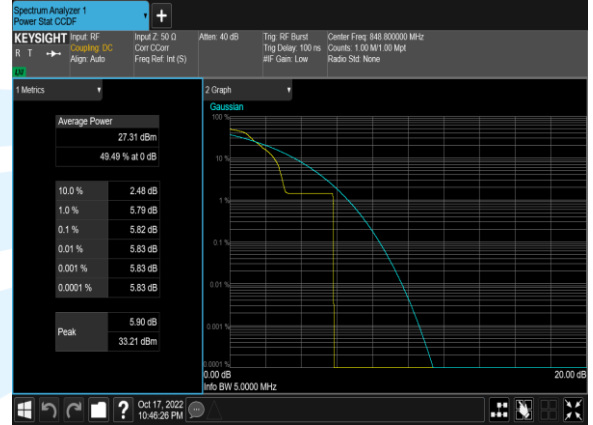 Spectrum Analyzer 1
Power Stat CCDF
+
KEYSIGHT
R T
LXI
Input: RF
Coupling: DC
Align: Auto
Input Z: 50 Ω
Corr CCorr
Freq Ref: Int (S)
Atten: 40 dB
Trig: RF Burst
Trig Delay: 100 ns
#IF Gain: Low
Center Freq: 848.800000 MHz
Counts: 1.00 M/1.00 Mpt
Radio Std: None
1 Metrics
Average Power
27.31 dBm
49.49 % at 0 dB
10.0 % 2.48 dB
1.0 % 5.79 dB
0.1 % 5.82 dB
0.01 % 5.83 dB
0.001 % 5.83 dB
0.0001 % 5.83 dB
Peak
5.90 dB
33.21 dBm
2 Graph
Gaussian
100 %
10 %
1 %
0.1 %
0.01 %
0.001 %
0.0001 %
0.00 dB 20.00 dB
Info BW 5.0000 MHz
?
Oct 17, 2022
10:46:26 PM